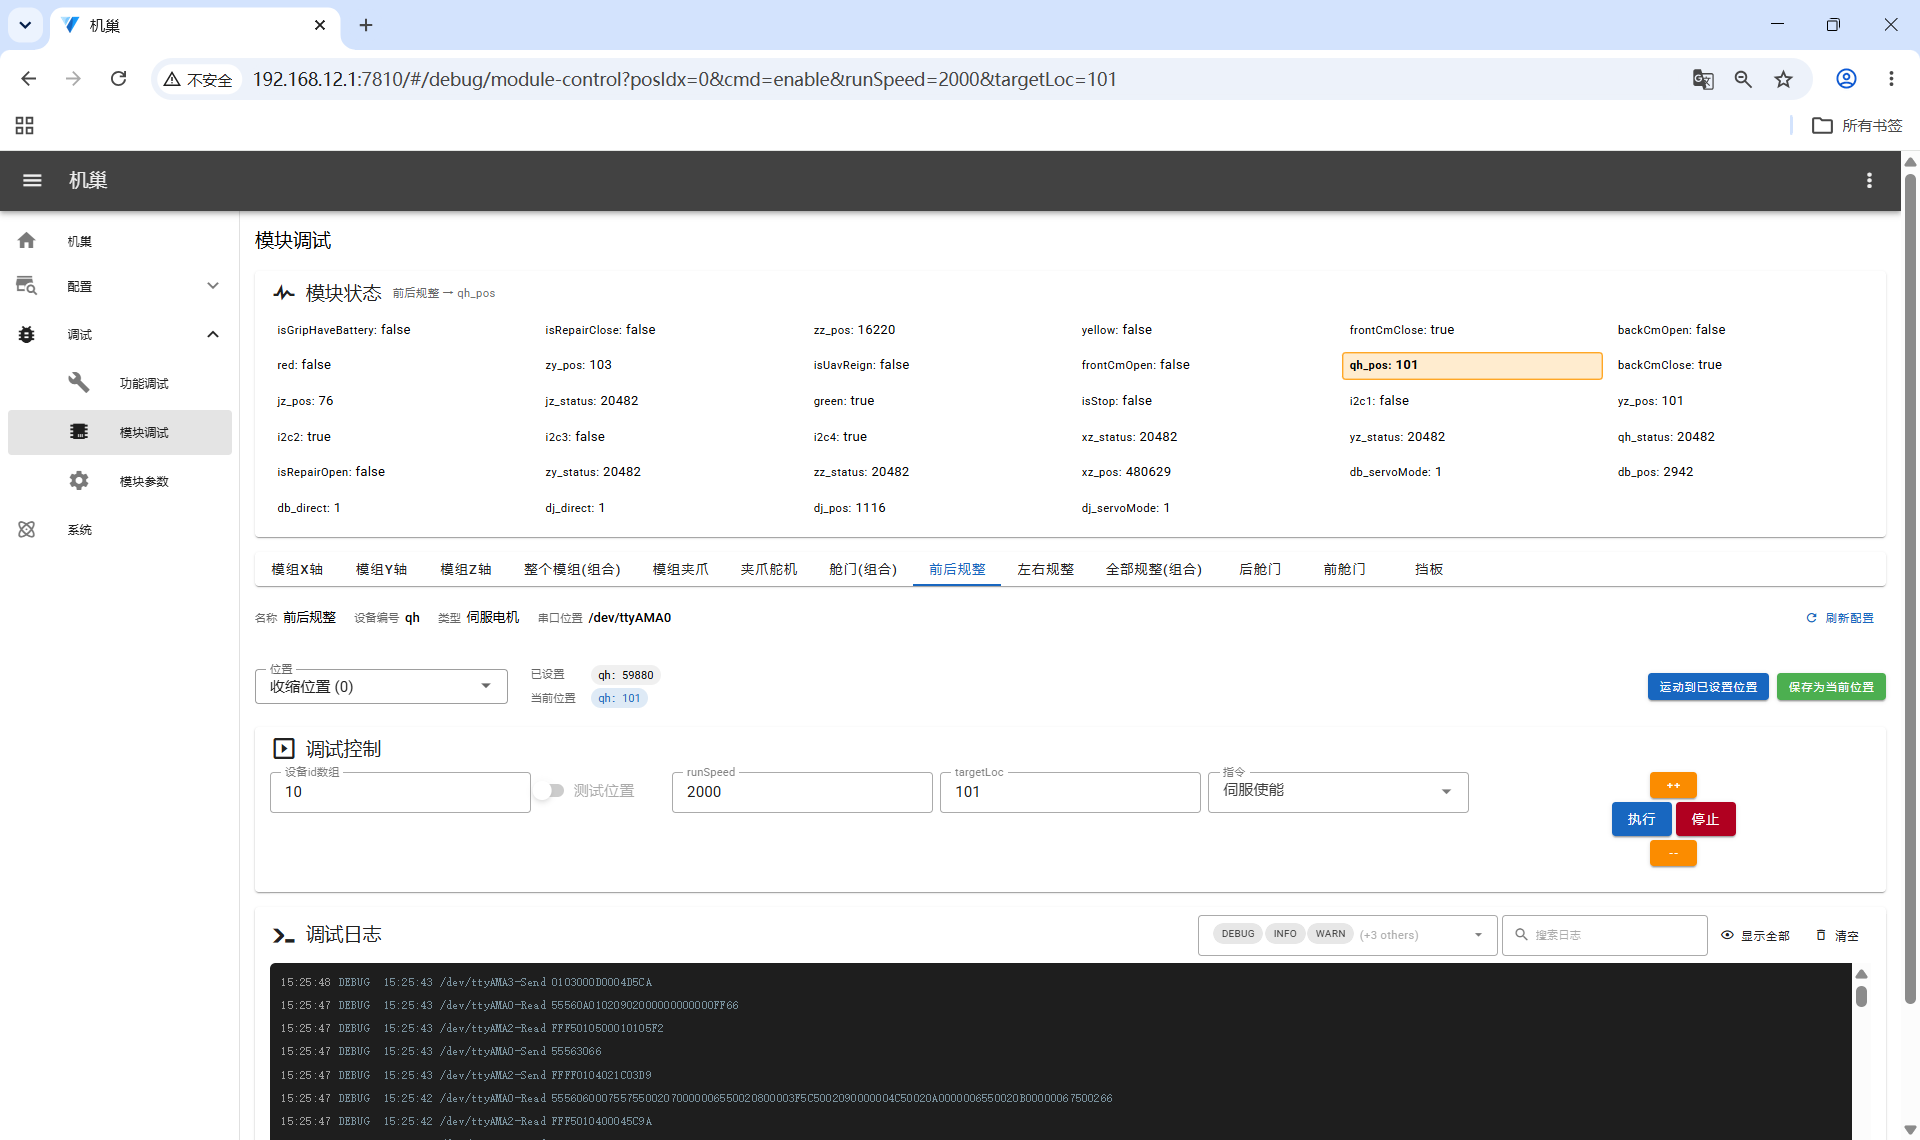 机巢
不安全
192.168.12.1:7810/#/debug/module-control?posIdx=0&cmd=enable&runSpeed=2000&targetLoc=101
所有书签
机巢
机巢
配置
调试
功能调试
模块调试
模块参数
系统
模块调试
模块状态 前后规整 → qh_pos
isGripHaveBattery: false isRepairClose: false zz_pos: 16220 yellow: false frontCmClose: true backCmOpen: false
red: false zy_pos: 103 isUavReign: false frontCmOpen: false qh_pos: 101 backCmClose: true
jz_pos: 76 jz_status: 20482 green: true isStop: false i2c1: false yz_pos: 101
i2c2: true i2c3: false i2c4: true xz_status: 20482 yz_status: 20482 qh_status: 20482
isRepairOpen: false zy_status: 20482 zz_status: 20482 xz_pos: 480629 db_servoMode: 1 db_pos: 2942
db_direct: 1 dj_direct: 1 dj_pos: 1116 dj_servoMode: 1
模组X轴 模组Y轴 模组Z轴 整个模组(组合) 模组夹爪 夹爪舵机 舱门(组合) 前后规整 左右规整 全部规整(组合) 后舱门 前舱门 挡板
名称 前后规整 设备编号 qh 类型 伺服电机 串口位置 /dev/ttyAMA0 刷新配置
位置
收缩位置 (0)
已设置 qh: 59880
当前位置 qh: 101
运动到已设置位置 保存为当前位置
调试控制
设备id数组 runSpeed targetLoc 指令
10 测试位置 2000 101 伺服使能
++
执行 停止
--
调试日志
DEBUG INFO WARN (+3 others) 搜索日志 显示全部 清空
15:25:48 DEBUG 15:25:43 /dev/ttyAMA3-Send 0103000D0004D5CA
15:25:47 DEBUG 15:25:43 /dev/ttyAMA0-Read 55560A01020902000000000000FF66
15:25:47 DEBUG 15:25:43 /dev/ttyAMA2-Read FFF5010500010105F2
15:25:47 DEBUG 15:25:43 /dev/ttyAMA0-Send 55563066
15:25:47 DEBUG 15:25:43 /dev/ttyAMA2-Send FFFF0104021C03D9
15:25:47 DEBUG 15:25:42 /dev/ttyAMA0-Read 5556060007557550020700000065500208000 03F5C5002090000004C50020A0000006550020B00000067500266
15:25:47 DEBUG 15:25:42 /dev/ttyAMA2-Read FFF5010400045C9A